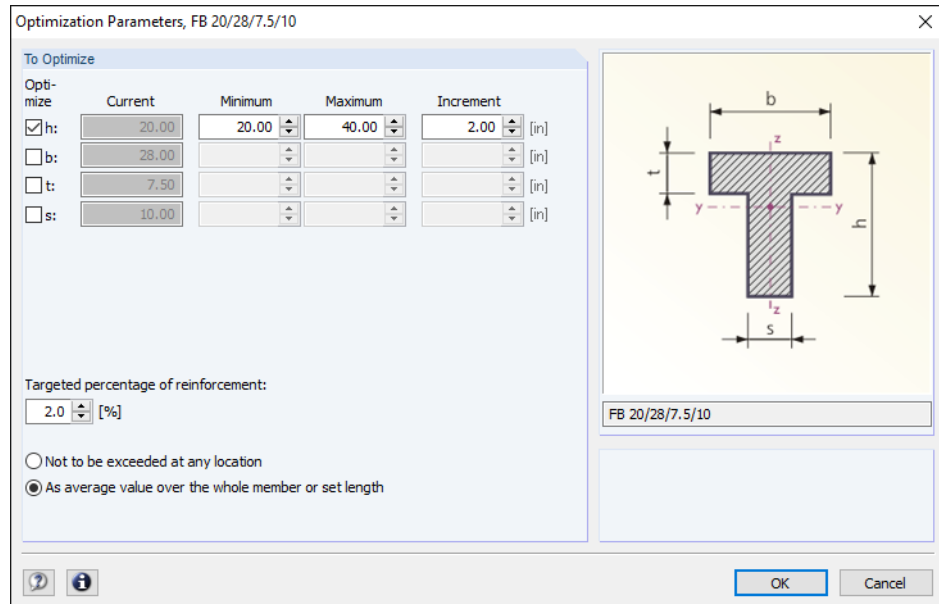 Optimization Parameters, FB 20/28/7.5/10
To Optimize
Opti-
mize Current Minimum Maximum Increment
h: 20.00 20.00 40.00 2.00 [in]
b: 28.00 [in]
t: 7.50 [in]
s: 10.00 [in]
Targeted percentage of reinforcement:
2.0 [%]
Not to be exceeded at any location
As average value over the whole member or set length
b
z
t
y y
h
z
s
FB 20/28/7.5/10
OK Cancel